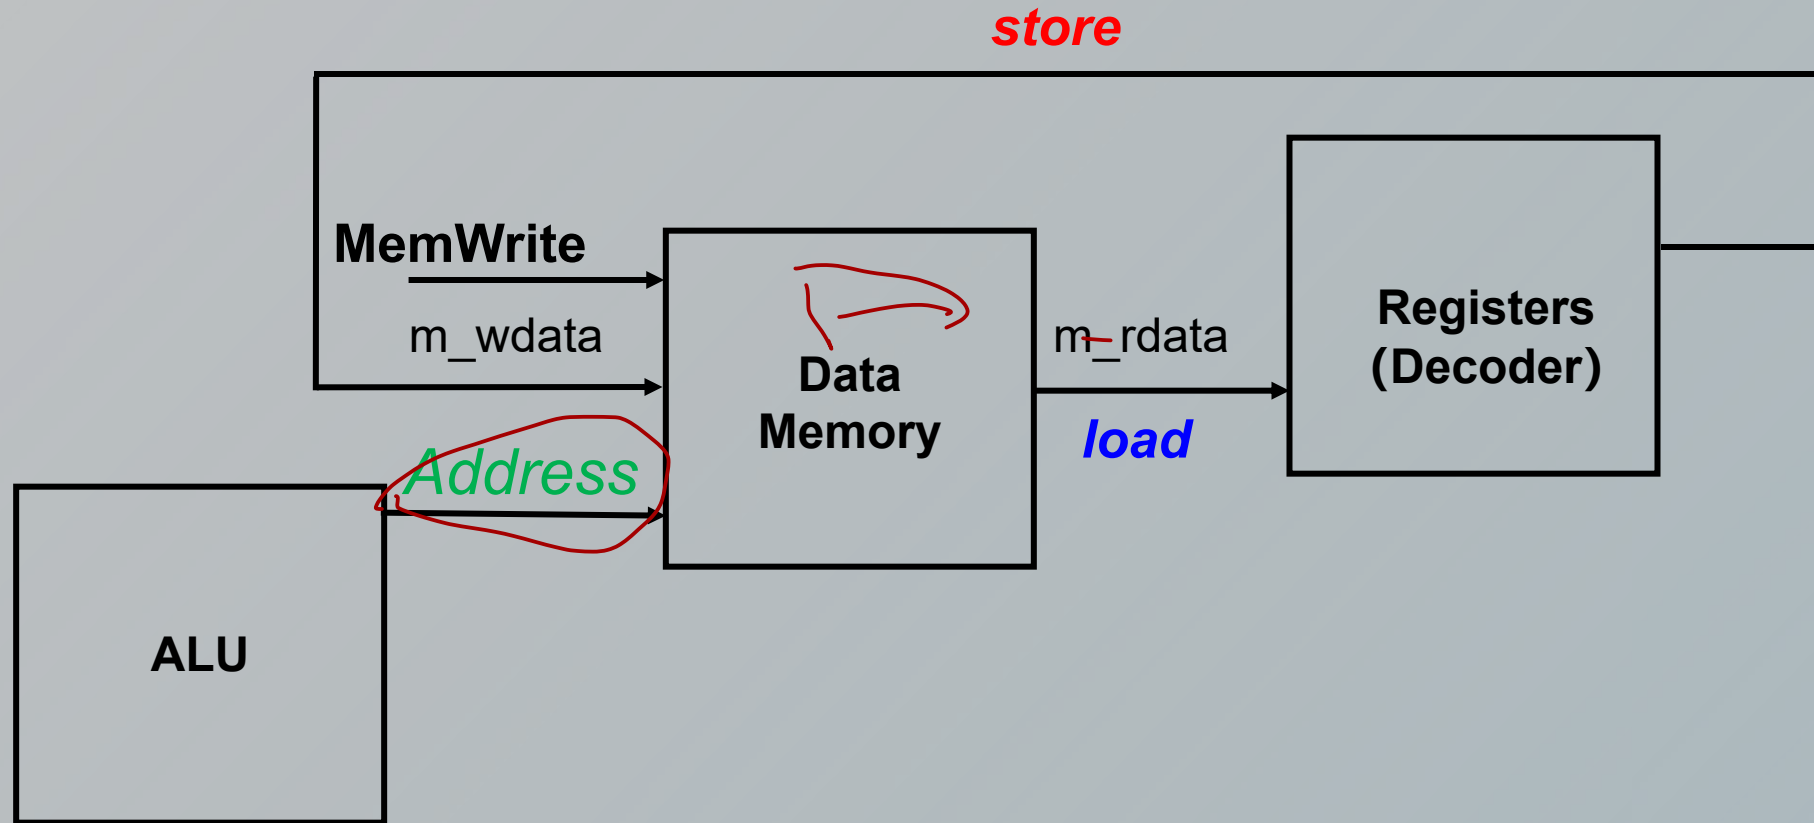 store
MemWrite
m_wdata
Address
ALU
Data
Memory
m_rdata
load
Registers
(Decoder)